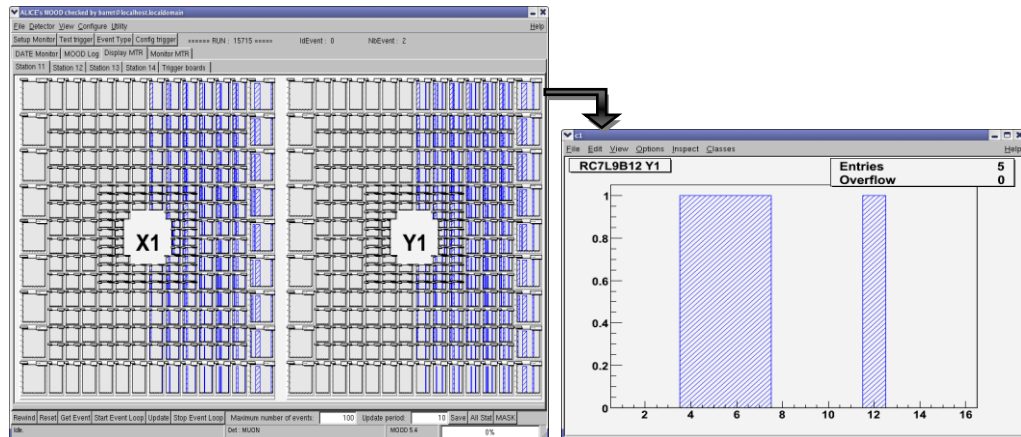 ALICE's MOOD checked by barret@localhost.localdomain
File Detector View Configure Utility Help
Setup Monitor Test trigger Event Type Config trigger ====== RUN : 15715 ===== IdEvent : 0 NbEvent : 2
DATE Monitor MOOD Log Display MTR Monitor MTR
Station 11 Station 12 Station 13 Station 14 Trigger boards
X1 Y1
Rewind Reset Get Event Start Event Loop Update Stop Event Loop Maximum number of events: 100 Update period: 10 Save All Stat MASK
Idle. Det : MUON MOOD 5.4 0%
c1
File Edit View Options Inspect Classes Help
RC7L9B12 Y1
Entries 5
Overflow 0
1
0.8
0.6
0.4
0.2
0
2 4 6 8 10 12 14 16